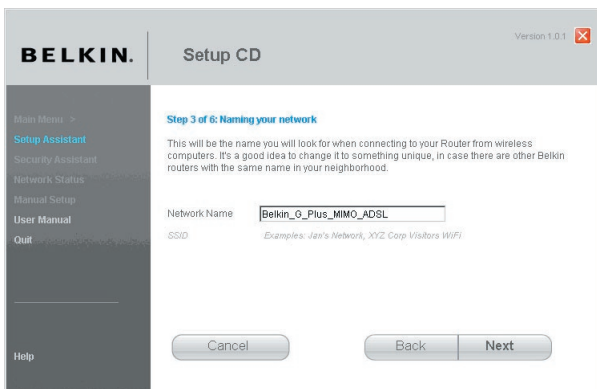 BELKIN.
Setup CD
Version 1.0.1
Main Menu >
Setup Assistant
Security Assistant
Network Status
Manual Setup
User Manual
Quit
Help
Step 3 of 6: Naming your network
This will be the name you will look for when connecting to your Router from wireless
computers. It's a good idea to change it to something unique, in case there are other Belkin
routers with the same name in your neighborhood.
Network Name Belkin_G_Plus_MIMO_ADSL
SSID Examples: Jan's Network, XYZ Corp Visitors WiFi
Cancel Back Next